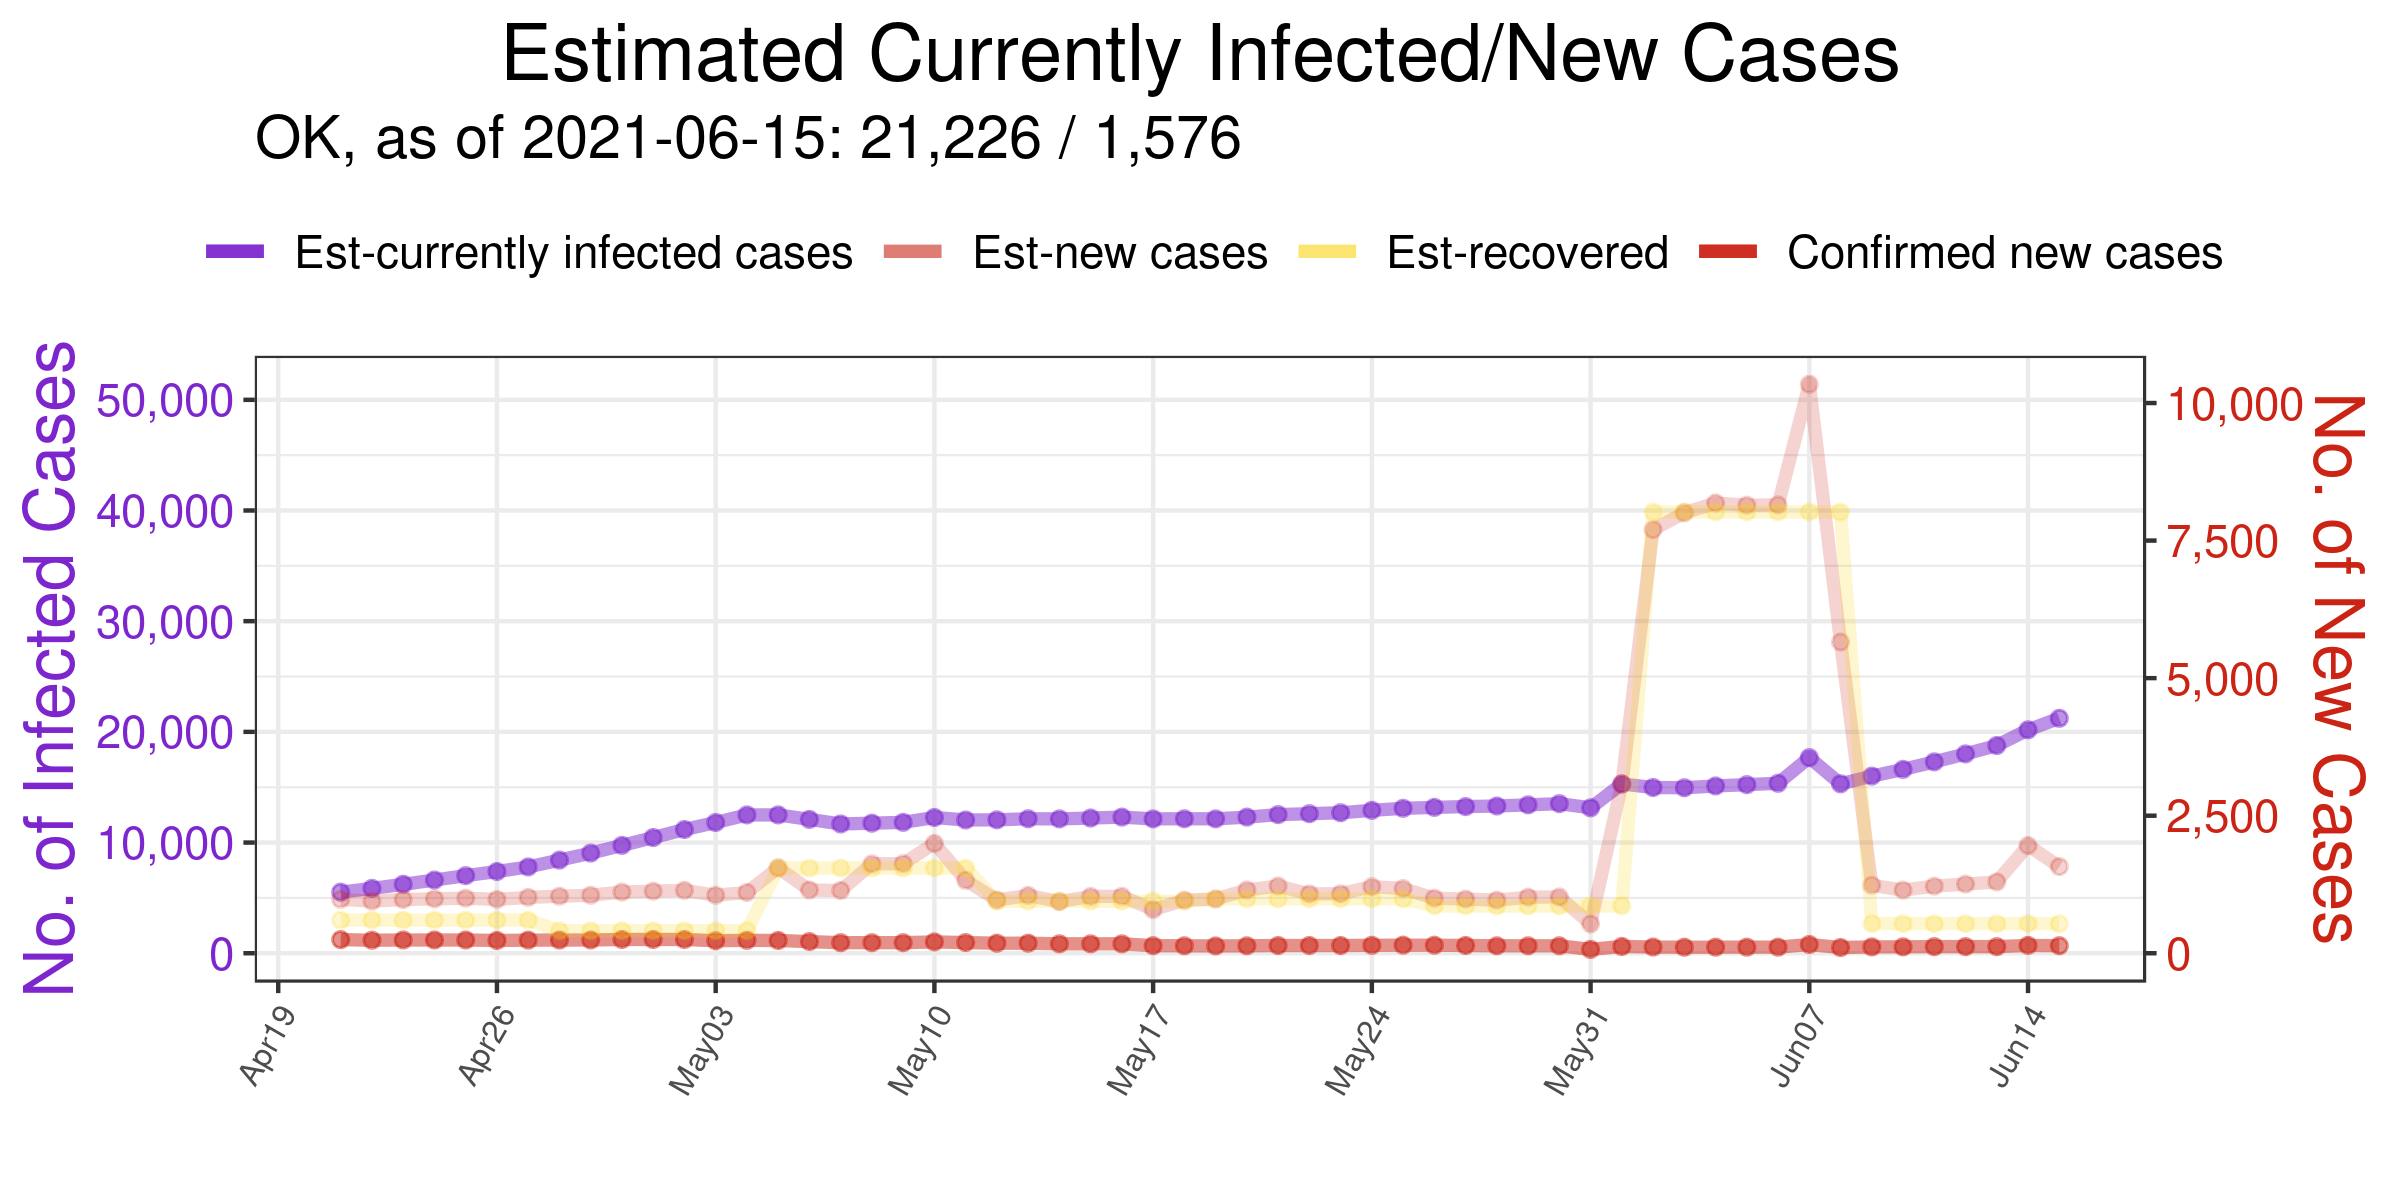 Estimated Currently Infected/New Cases
OK, as of 2021-06-15: 21,226 / 1,576
Est-currently infected cases Est-new cases Est-recovered Confirmed new cases
No. of Infected Cases
50,000
40,000
30,000
20,000
10,000
0
10,000
7,500
5,000
2,500
0
No. of New Cases
Apr19 Apr26 May03 May10 May17 May24 May31 Jun07 Jun14